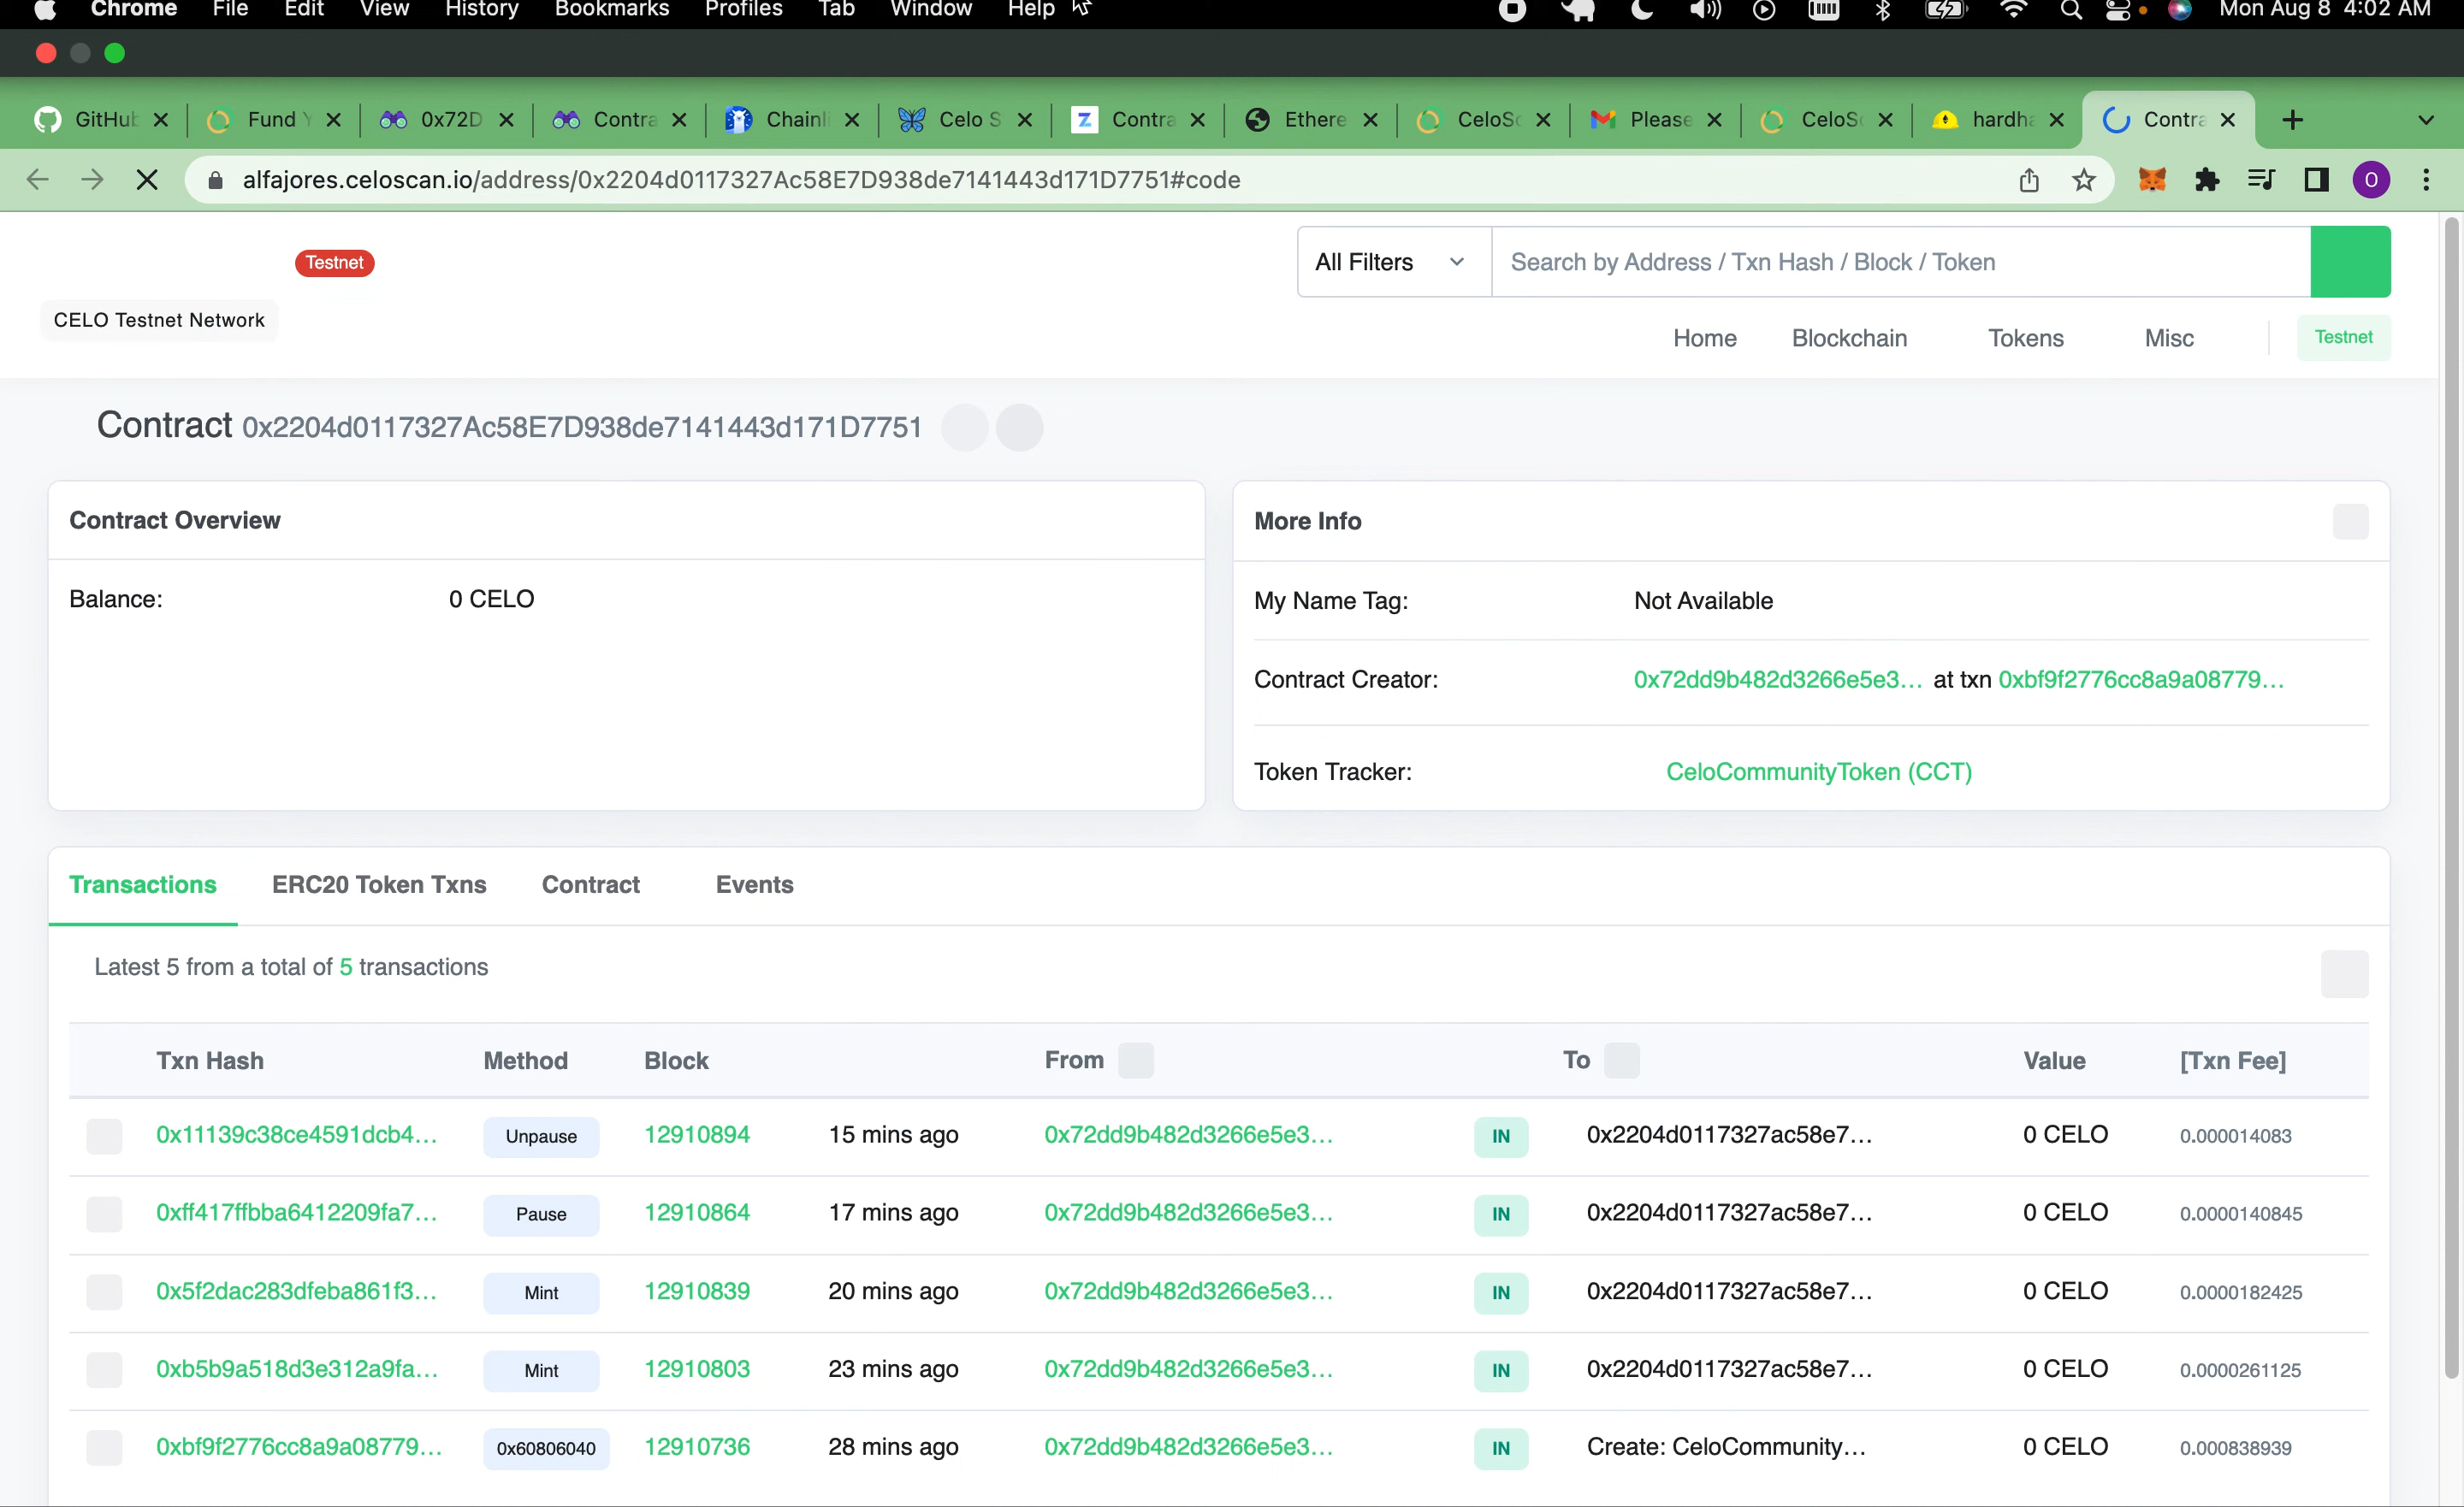 Chrome File Edit View History Bookmarks Profiles Tab Window Help Mon Aug 8 4:02 AM
GitHub Fund Y 0x72D Contra Chainli Celo S Contra Ethere CeloSc Please CeloSc hardha Contra
alfajores.celoscan.io/address/0x2204d0117327Ac58E7D938de7141443d171D7751#code O
Testnet
All Filters Search by Address / Txn Hash / Block / Token
CELO Testnet Network
Home Blockchain Tokens Misc Testnet
Contract 0x2204d0117327Ac58E7D938de7141443d171D7751
Contract Overview
Balance: 0 CELO
More Info
My Name Tag: Not Available
Contract Creator: 0x72dd9b482d3266e5e3... at txn 0xbf9f2776cc8a9a08779...
Token Tracker: CeloCommunityToken (CCT)
Transactions ERC20 Token Txns Contract Events
Latest 5 from a total of 5 transactions
Txn Hash Method Block From To Value [Txn Fee]
0x11139c38ce4591dcb4... Unpause 12910894 15 mins ago 0x72dd9b482d3266e5e3... IN 0x2204d0117327ac58e7... 0 CELO 0.000014083
0xff417ffbba6412209fa7... Pause 12910864 17 mins ago 0x72dd9b482d3266e5e3... IN 0x2204d0117327ac58e7... 0 CELO 0.0000140845
0x5f2dac283dfeba861f3... Mint 12910839 20 mins ago 0x72dd9b482d3266e5e3... IN 0x2204d0117327ac58e7... 0 CELO 0.0000182425
0xb5b9a518d3e312a9fa... Mint 12910803 23 mins ago 0x72dd9b482d3266e5e3... IN 0x2204d0117327ac58e7... 0 CELO 0.0000261125
0xbf9f2776cc8a9a08779... 0x60806040 12910736 28 mins ago 0x72dd9b482d3266e5e3... IN Create: CeloCommunity... 0 CELO 0.000838939